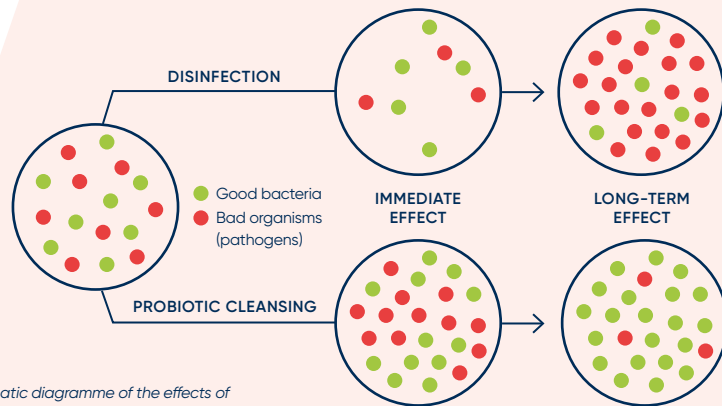 DISINFECTION
Good bacteria
Bad organisms
(pathogens)
IMMEDIATE
EFFECT
LONG-TERM
EFFECT
PROBIOTIC CLEANSING
atic diagramme of the effects of